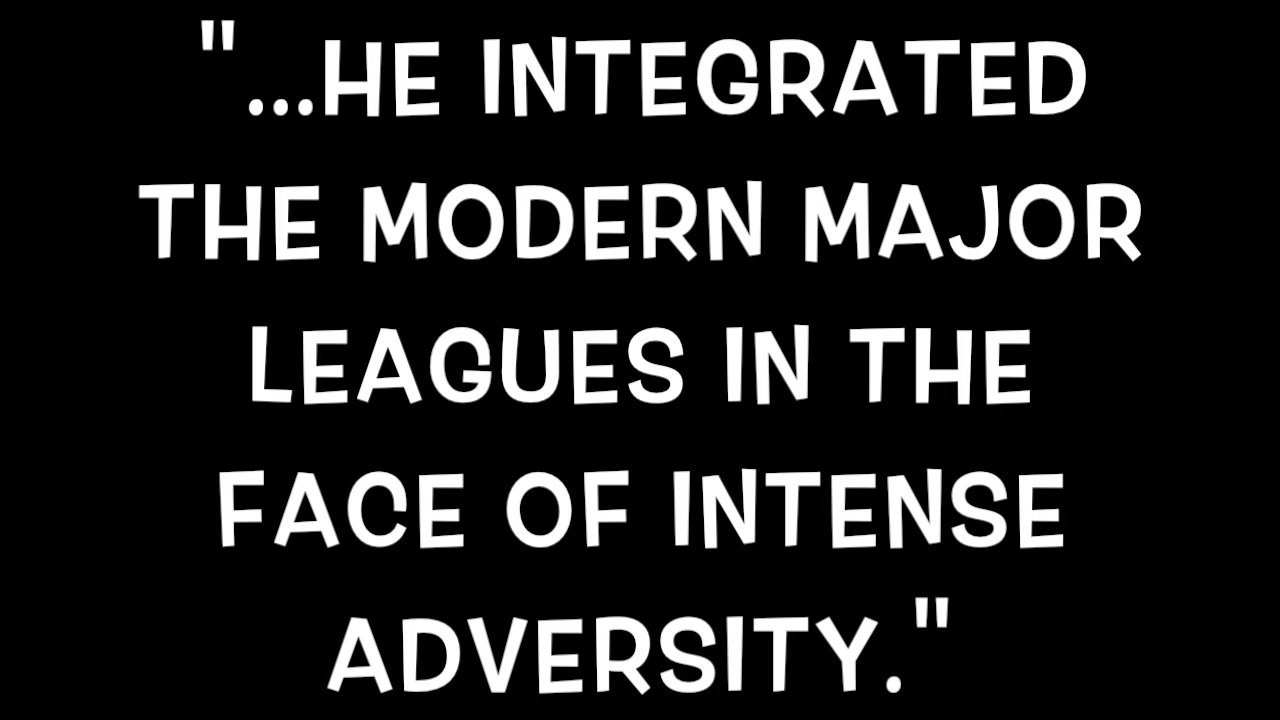 "...HE INTEGRATED
THE MODERN MAJOR
LEAGUES IN THE
FACE OF INTENSE
ADVERSITY."